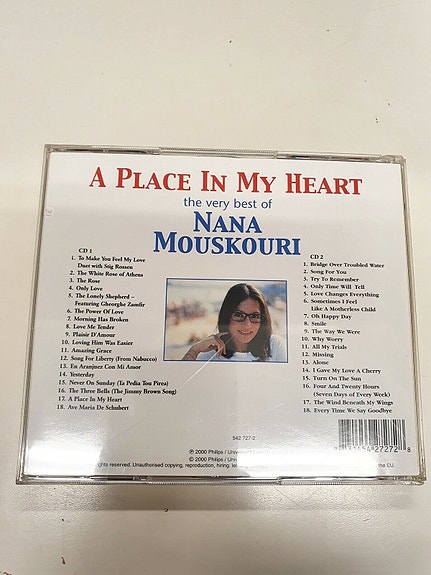 A PLACE IN MY HEART
the very best of
NANA
MOUSKOURI
CD 1
1. To Make You Feel My Love
Duet with Stig Rossen
2. The White Rose of Athens
3. The Rose
4. Only Love
5. The Lonely Shepherd –
Featuring Gheorghe Zamfir
6. The Power Of Love
7. Morning Has Broken
8. Love Me Tender
9. Plaisir D'Amour
10. Loving Him Was Easier
11. Amazing Grace
12. Song For Liberty (From Nabucco)
13. En Aranjuez Con Mi Amor
14. Yesterday
15. Never On Sunday (Ta Pedia Tou Pirea)
16. The Three Bells (The Jimmy Brown Song)
17. A Place In My Heart
18. Ave Maria De Schubert
CD 2
1. Bridge Over Troubled Water
2. Song For You
3. Try To Remember
4. Only Time Will Tell
5. Love Changes Everything
6. Sometimes I Feel
Like A Motherless Child
7. Oh Happy Day
8. Smile
9. The Way We Were
10. Why Worry
11. All My Trials
12. Missing
13. Alone
14. I Gave My Love A Cherry
15. Turn On The Sun
16. Four And Twenty Hours
(Seven Days of Every Week)
17. The Wind Beneath My Wings
18. Every Time We Say Goodbye
542 727-2
℗ 2000 Philips / Universal
© 2000 Philips /
rights reserved. Unauthorised copying, reproduction, hiring,
the EU